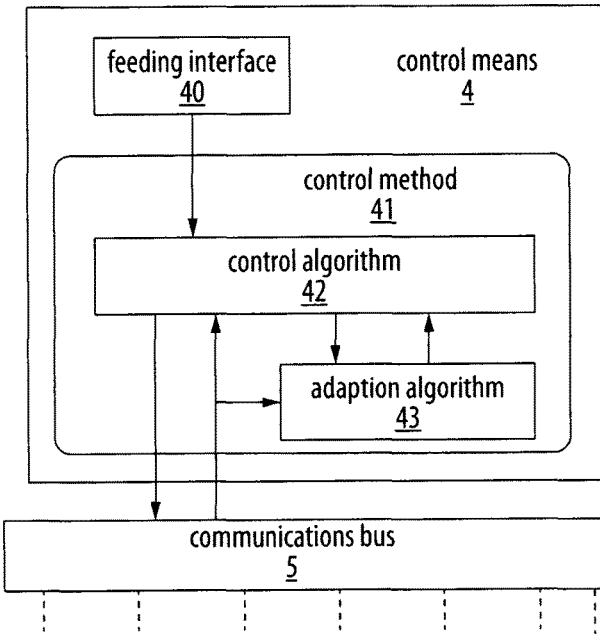 feeding interface
40
control means
4
control method
41
control algorithm
42
adaption algorithm
43
communications bus
5